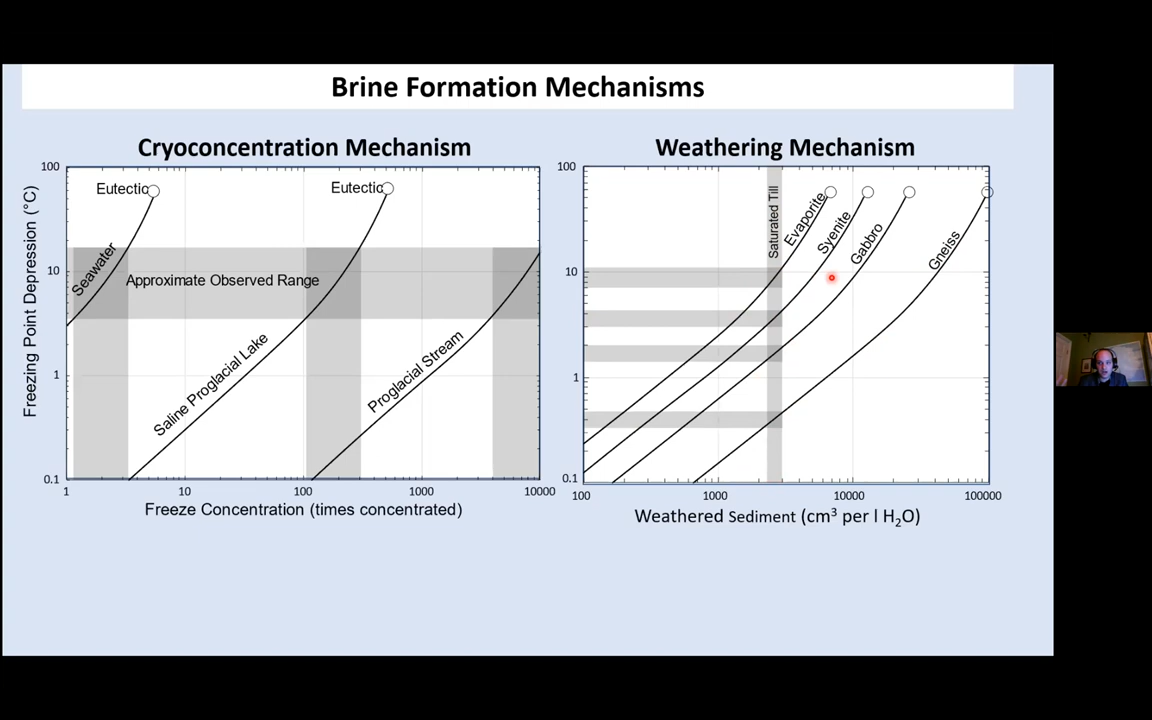 Brine Formation Mechanisms
Cryoconcentration Mechanism
Freezing Point Depression (°C)
100
10
1
0.1
Eutectic
Eutectic
Seawater
Approximate Observed Range
Saline Proglacial Lake
Proglacial Stream
1
10
100
1000
10000
Freeze Concentration (times concentrated)
Weathering Mechanism
100
10
1
0.1
Saturated Till
Evaporite
Syenite
Gabbro
Gneiss
100
1000
10000
100000
Weathered Sediment (cm³ per l H₂O)